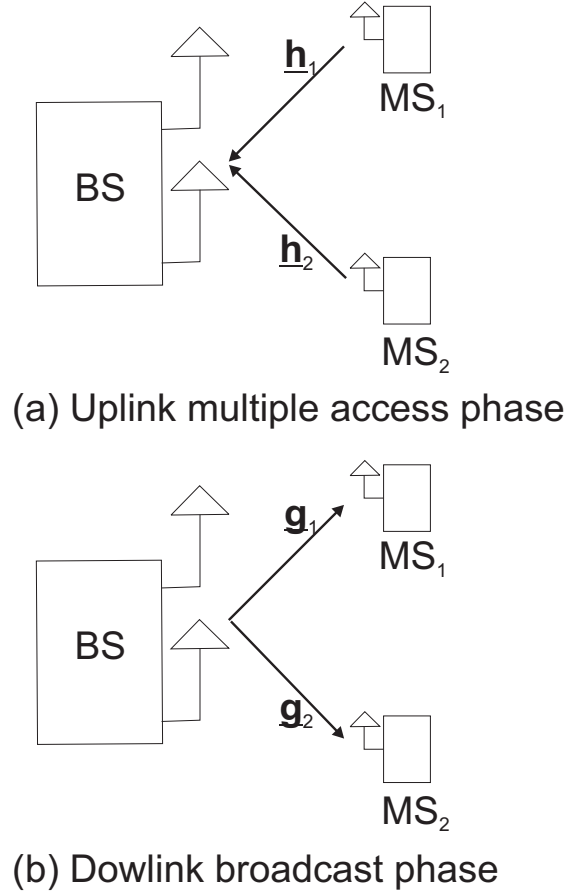 h₁
MS₁
BS
h₂
MS₂
(a) Uplink multiple access phase
g₁
MS₁
BS
g₂
MS₂
(b) Dowlink broadcast phase